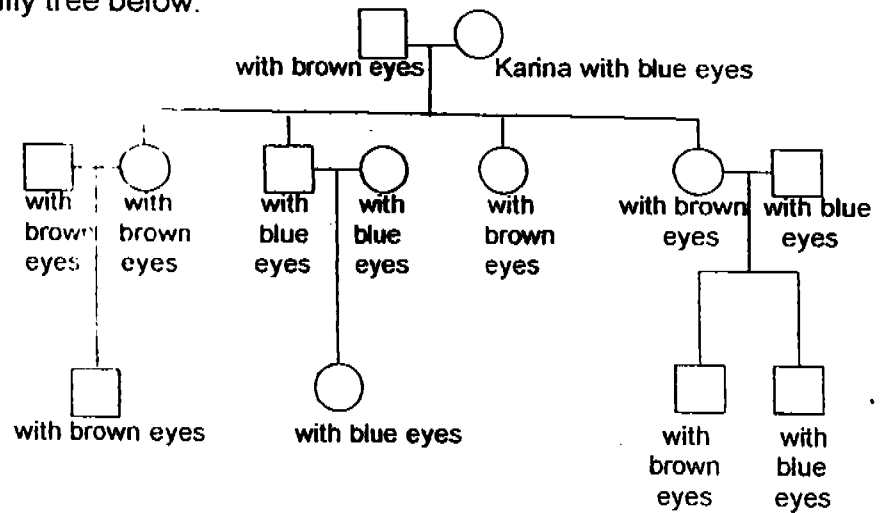 tree below.
with brown eyes
Karina with blue eyes
with
brown
eyes
with
brown
eyes
with
blue
eyes
with
blue
eyes
with
brown
eyes
with brown
eyes
with blue
eyes
with brown eyes
with blue eyes
with
brown
eyes
with
blue
eyes